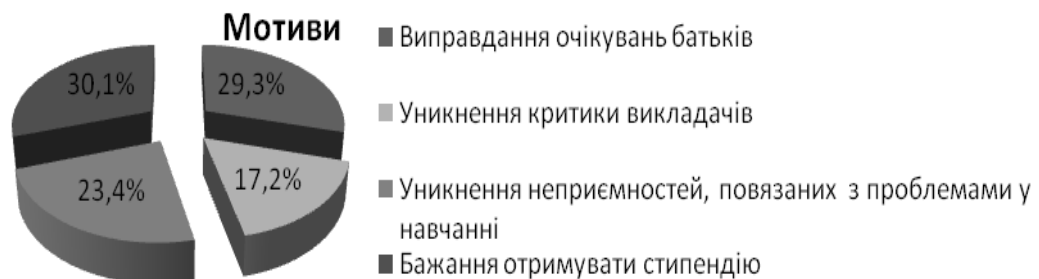 Мотиви
30,1%
29,3%
23,4%
17,2%
Виправдання очікувань батьків
Уникнення критики викладачів
Уникнення неприємностей, повязаних з проблемами у
навчанні
Бажання отримувати стипендію